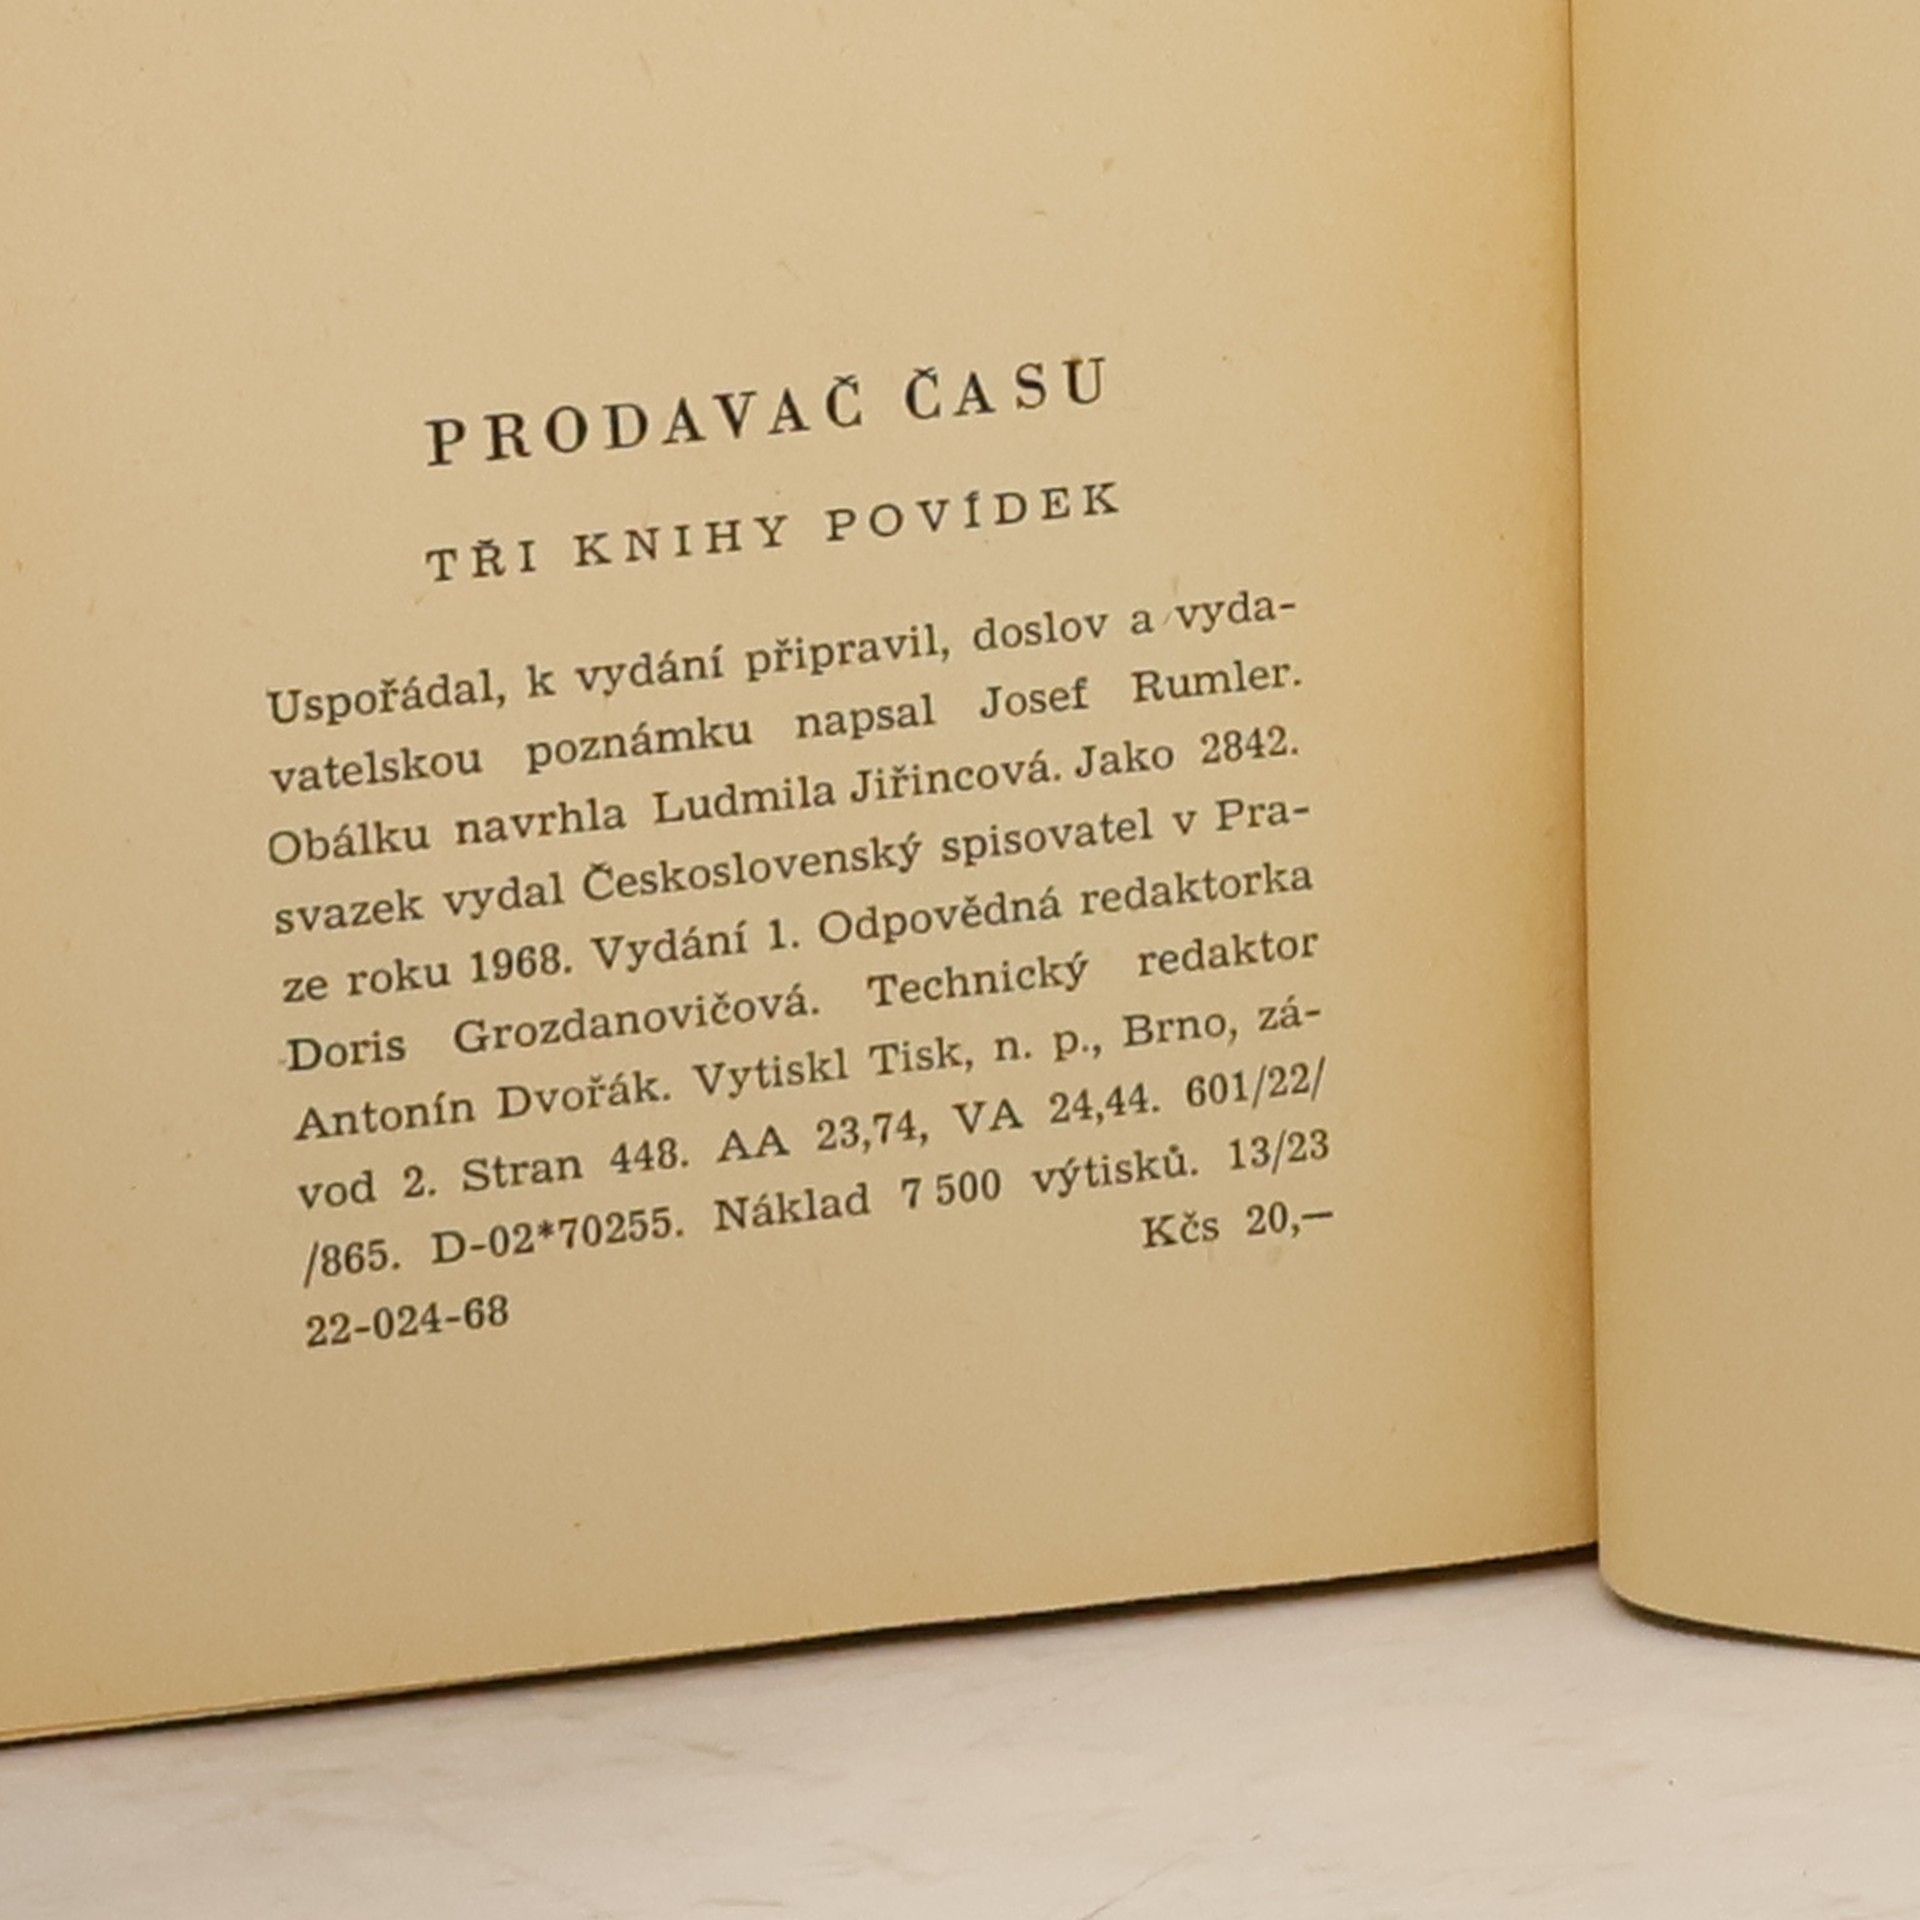 PRODAVAČ ČASU
TŘI KNIHY POVÍDEK
Uspořádal, k vydání připravil, doslov a vyda-
vatelskou poznámku napsal Josef Rumler.
Obálku navrhla Ludmila Jiřincová. Jako 2842.
svazek vydal Československý spisovatel v Pra-
ze roku 1968. Vydání 1. Odpovědná redaktorka
Doris Grozdanovičová. Technický redaktor
Antonín Dvořák. Vytiskl Tisk, n. p., Brno, zá-
vod 2. Stran 448. AA 23,74, VA 24,44. 601/22/
/865. D-02*70255. Náklad 7 500 výtisků. 13/23
22-024-68 Kčs 20,—